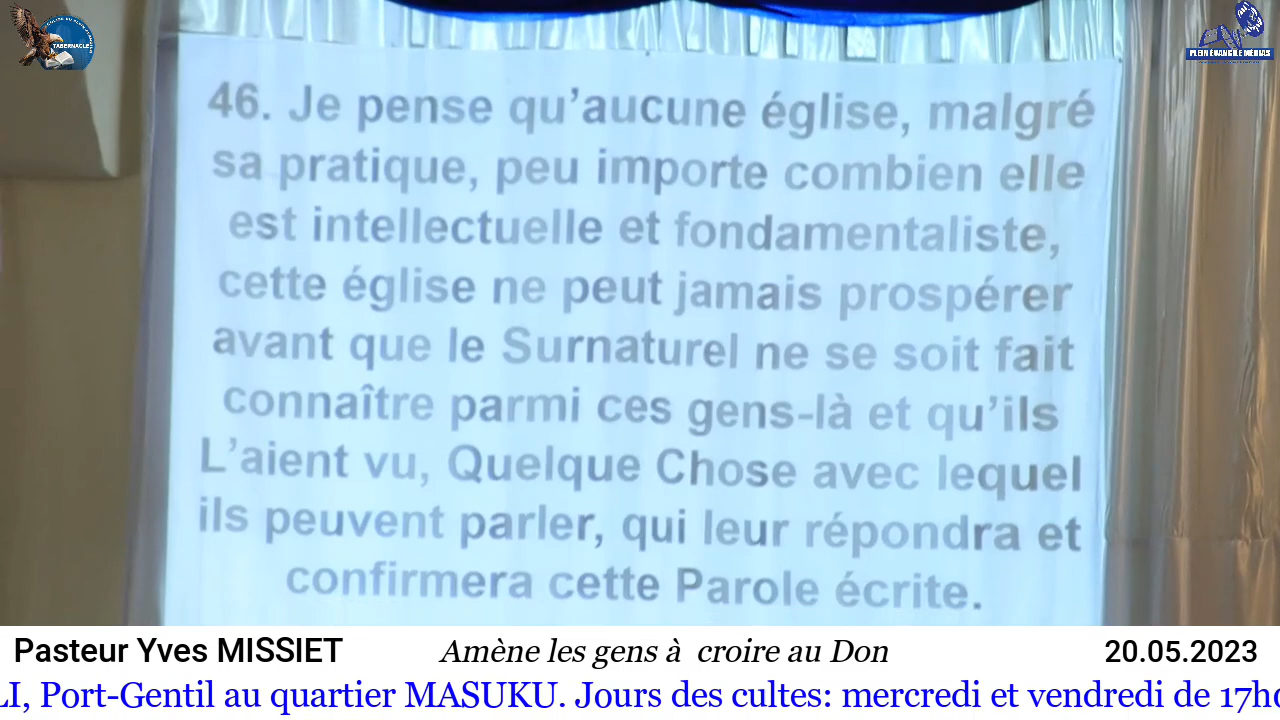 TABERNACLE
PLEIN EVANGILE MEDIAS
46. Je pense qu’aucune église, malgré
sa pratique, peu importe combien elle
est intellectuelle et fondamentaliste,
cette église ne peut jamais prospérer
avant que le Surnaturel ne se soit fait
connaître parmi ces gens-là et qu’ils
L’aient vu, Quelque Chose avec lequel
ils peuvent parler, qui leur répondra et
confirmera cette Parole écrite.
Pasteur Yves MISSIET Amène les gens à croire au Don 20.05.2023
LI, Port-Gentil au quartier MASUKU. Jours des cultes: mercredi et vendredi de 17h